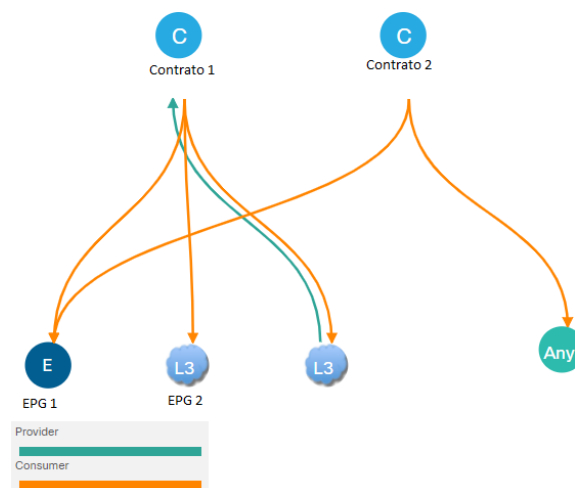 C
C
Contrato 1
Contrato 2
E
L3
L3
Any
EPG 1
EPG 2
Provider
Consumer